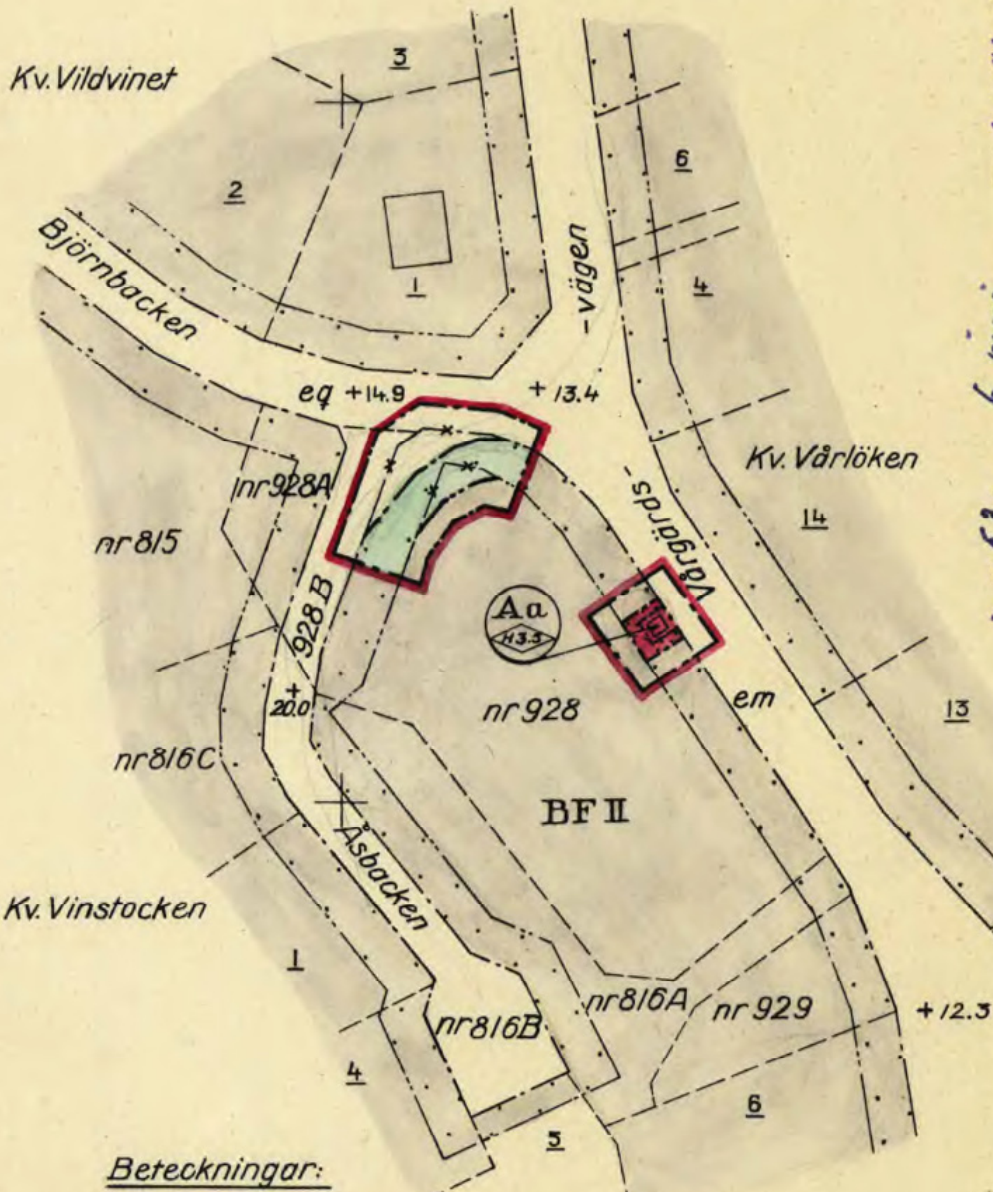 3
Kv. Vildvinet
6
2
Björnbacken
1
-vägen
4
eq +14.9
+ 13.4
Kv. Vårlöken
nr928A
14
nr815
Vårgårds-
928 B
Aa
H3.5
+
20.0
nr 928
em
13
nr816C
BF II
Åsbacken
Kv. Vinstocken
1
nr816A
nr 929
+ 12.3
nr816B
4
6
5
Beteckningar: